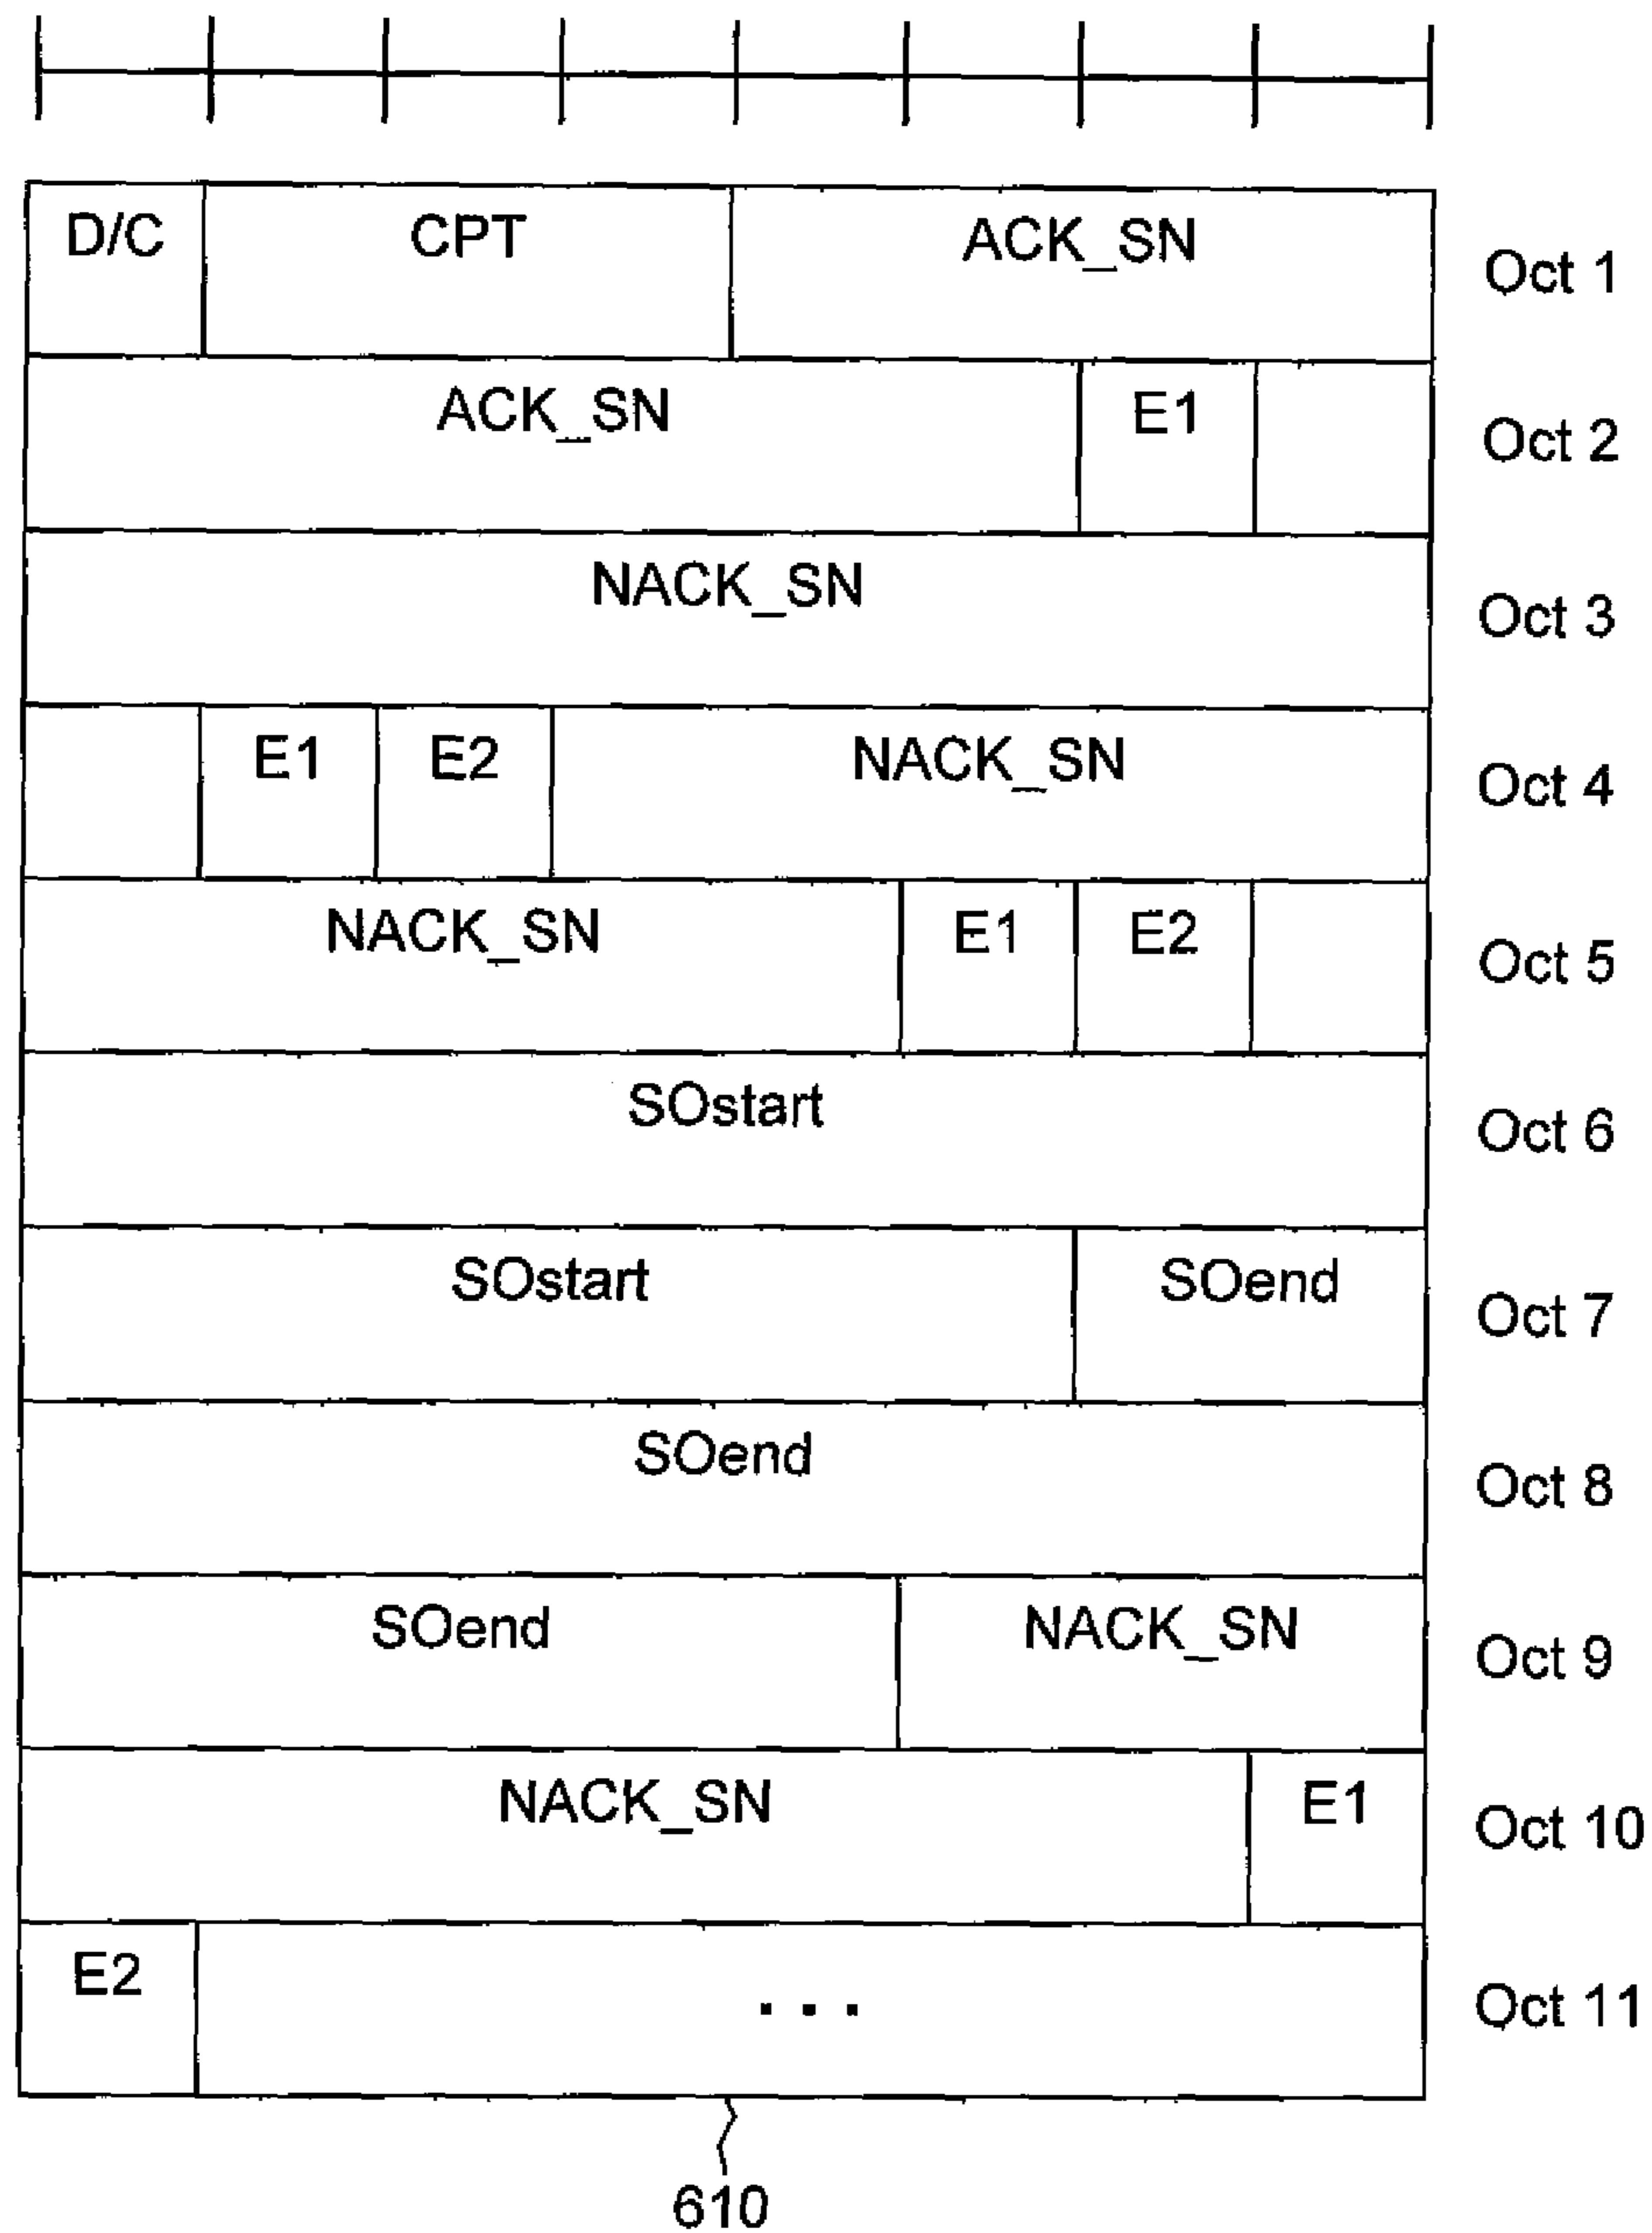 D/C CPT ACK_SN Oct 1
ACK_SN E1 Oct 2
NACK_SN Oct 3
E1 E2 NACK_SN Oct 4
NACK_SN E1 E2 Oct 5
SOstart Oct 6
SOstart SOend Oct 7
SOend Oct 8
SOend NACK_SN Oct 9
NACK_SN E1 Oct 10
E2 ... Oct 11
610